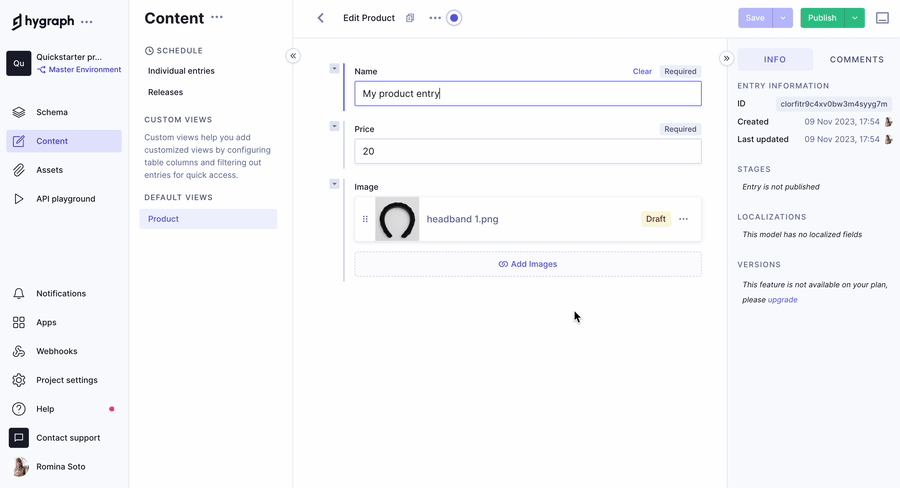 hygraph
Qu
Quickstarter pr...
Master Environment
Schema
Content
Assets
API playground
Notifications
Apps
Webhooks
Project settings
Help
Contact support
Romina Soto
Content
SCHEDULE
Individual entries
Releases
CUSTOM VIEWS
Custom views help you add
customized views by configuring
table columns and filtering out
entries for quick access.
DEFAULT VIEWS
Product
Edit Product
Save
Publish
Name
Clear
Required
My product entry
Price
Required
20
Image
headband 1.png
Draft
Add Images
INFO
COMMENTS
ENTRY INFORMATION
ID
clorfitr9c4xv0bw3m4syyg7m
Created
09 Nov 2023, 17:54
Last updated
09 Nov 2023, 17:54
STAGES
Entry is not published
LOCALIZATIONS
This model has no localized fields
VERSIONS
This feature is not available on your plan,
please upgrade